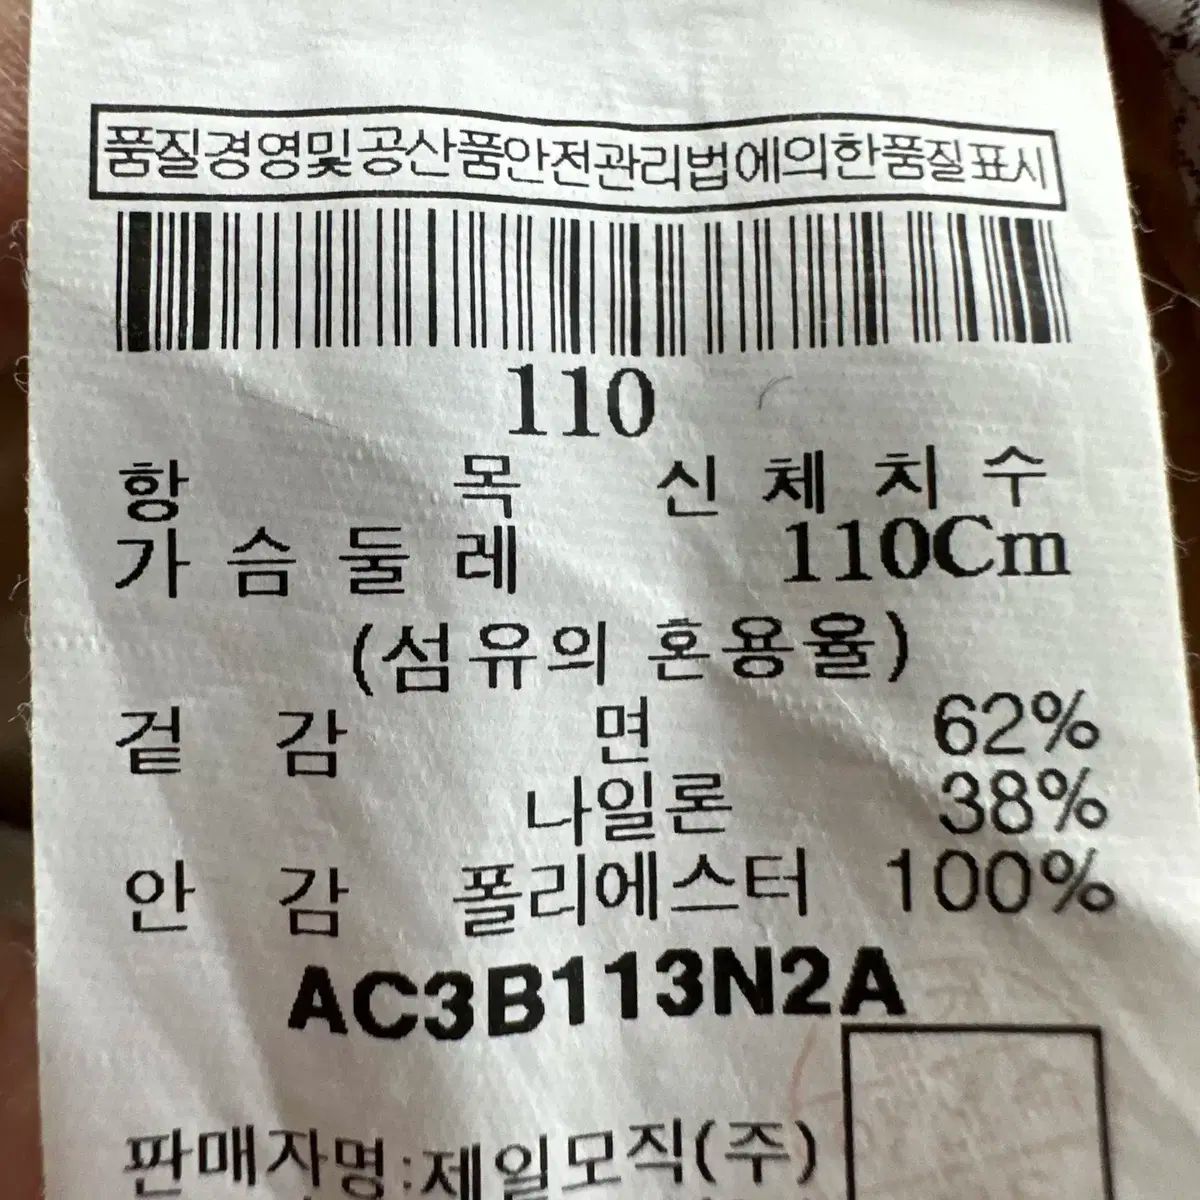 품질경영및공산품안전관리법에의한품질표시
110
항 목 신체치수
가슴둘레 110Cm
(섬유의 혼용율)
겉 감 면 62%
나일론 38%
안 감 폴리에스터 100%
AC3B113N2A
판매자명:제일모직(주)